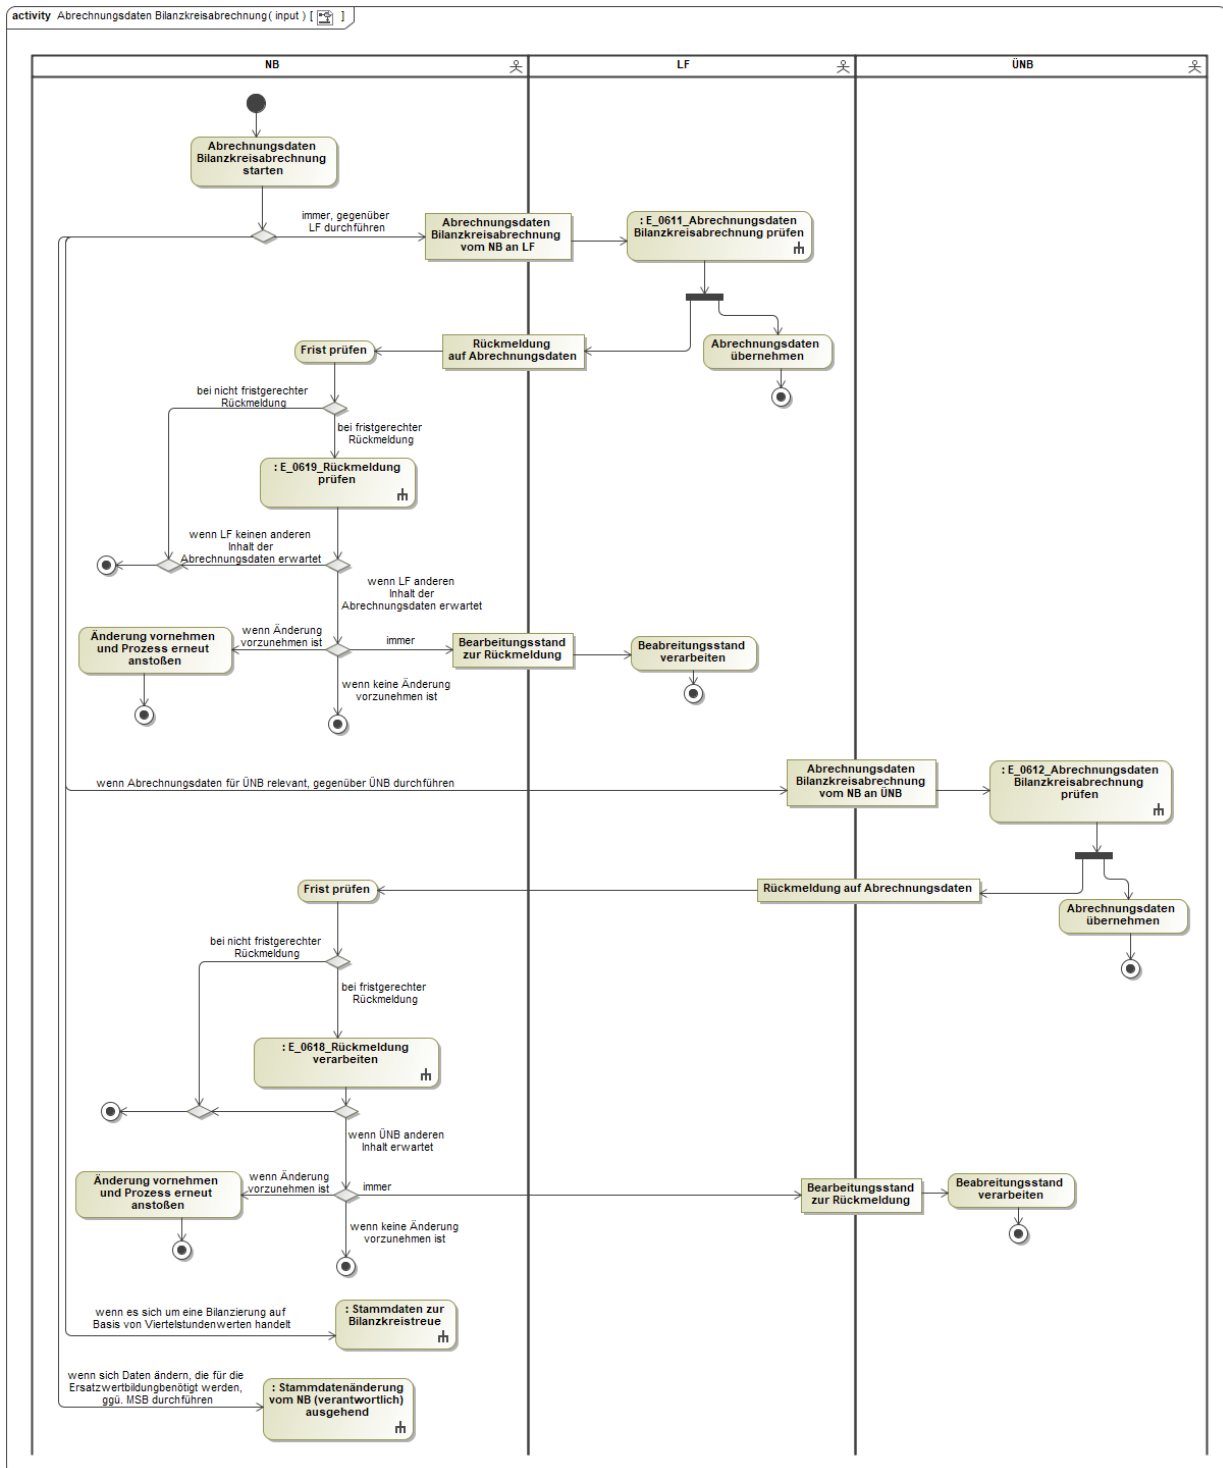 activity Abrechnungsdaten Bilanzkreisabrechnung( input ) [ ]
NB
LF
ÜNB
Abrechnungsdaten
Bilanzkreisabrechnung
starten
immer, gegenüber
LF durchführen
Abrechnungsdaten
Bilanzkreisabrechnung
vom NB an LF
: E_0611_Abrechnungsdaten
Bilanzkreisabrechnung prüfen
Frist prüfen
Rückmeldung
auf Abrechnungsdaten
Abrechnungsdaten
übernehmen
bei nicht fristgerechter
Rückmeldung
bei fristgerechter
Rückmeldung
: E_0619_Rückmeldung
prüfen
wenn LF keinen anderen
Inhalt der
Abrechnungsdaten erwartet
wenn LF anderen
Inhalt der
Abrechnungsdaten erwartet
Änderung vornehmen
und Prozess erneut
anstoßen
wenn Änderung
vorzunehmen ist
immer
Bearbeitungsstand
zur Rückmeldung
Beabreitungsstand
verarbeiten
wenn keine Änderung
vorzunehmen ist
wenn Abrechnungsdaten für ÜNB relevant, gegenüber ÜNB durchführen
Abrechnungsdaten
Bilanzkreisabrechnung
vom NB an ÜNB
: E_0612_Abrechnungsdaten
Bilanzkreisabrechnung
prüfen
Frist prüfen
Rückmeldung auf Abrechnungsdaten
Abrechnungsdaten
übernehmen
bei nicht fristgerechter
Rückmeldung
bei fristgerechter
Rückmeldung
: E_0618_Rückmeldung
verarbeiten
wenn ÜNB anderen
Inhalt erwartet
Änderung vornehmen
und Prozess erneut
anstoßen
wenn Änderung
vorzunehmen ist
immer
Bearbeitungsstand
zur Rückmeldung
Beabreitungsstand
verarbeiten
wenn keine Änderung
vorzunehmen ist
wenn es sich um eine Bilanzierung auf
Basis von Viertelstundenwerten handelt
: Stammdaten zur
Bilanzkreistreue
wenn sich Daten ändern, die für die
Ersatzwertbildungbenötigt werden,
ggü. MSB durchführen
: Stammdatenänderung
vom NB (verantwortlich)
ausgehend